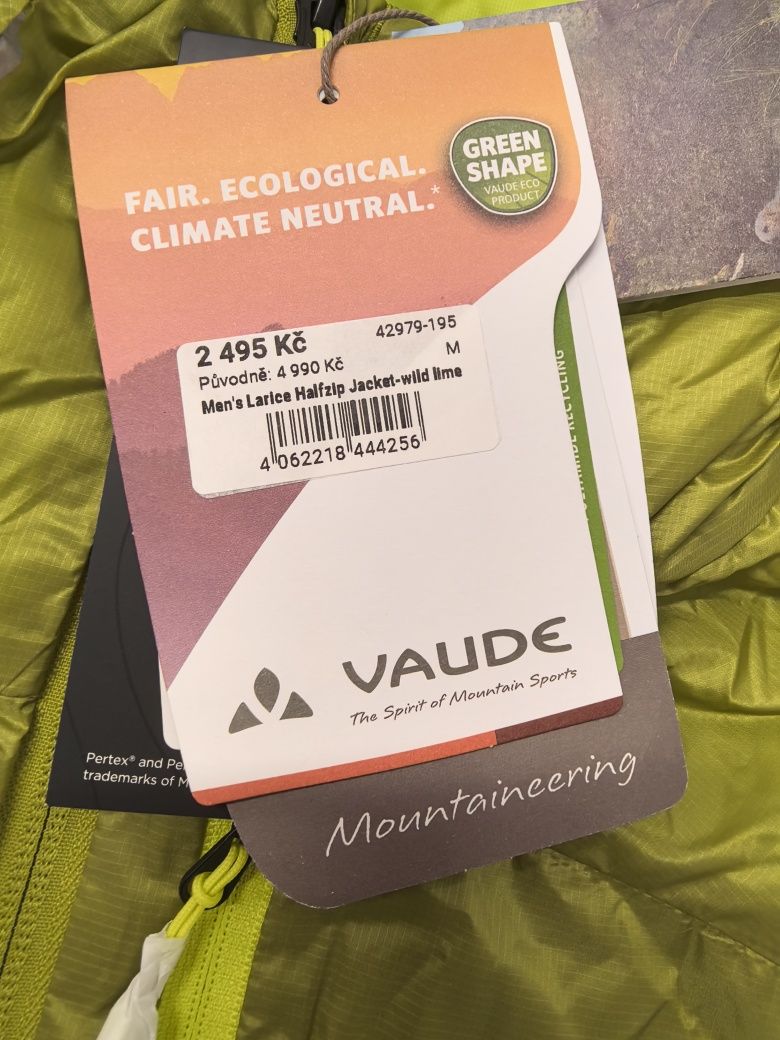 FAIR. ECOLOGICAL.
CLIMATE NEUTRAL.*
GREEN
SHAPE
VAUDE ECO
PRODUCT
2 495 Kč
42979-195
Původně: 4 990 Kč
M
Men's Larice Halfzip Jacket-wild lime
4 062218 444256
RECYCLING
VAUDE
The Spirit of Mountain Sports
Pertex® and Pe
trademarks of M
Mountaineering